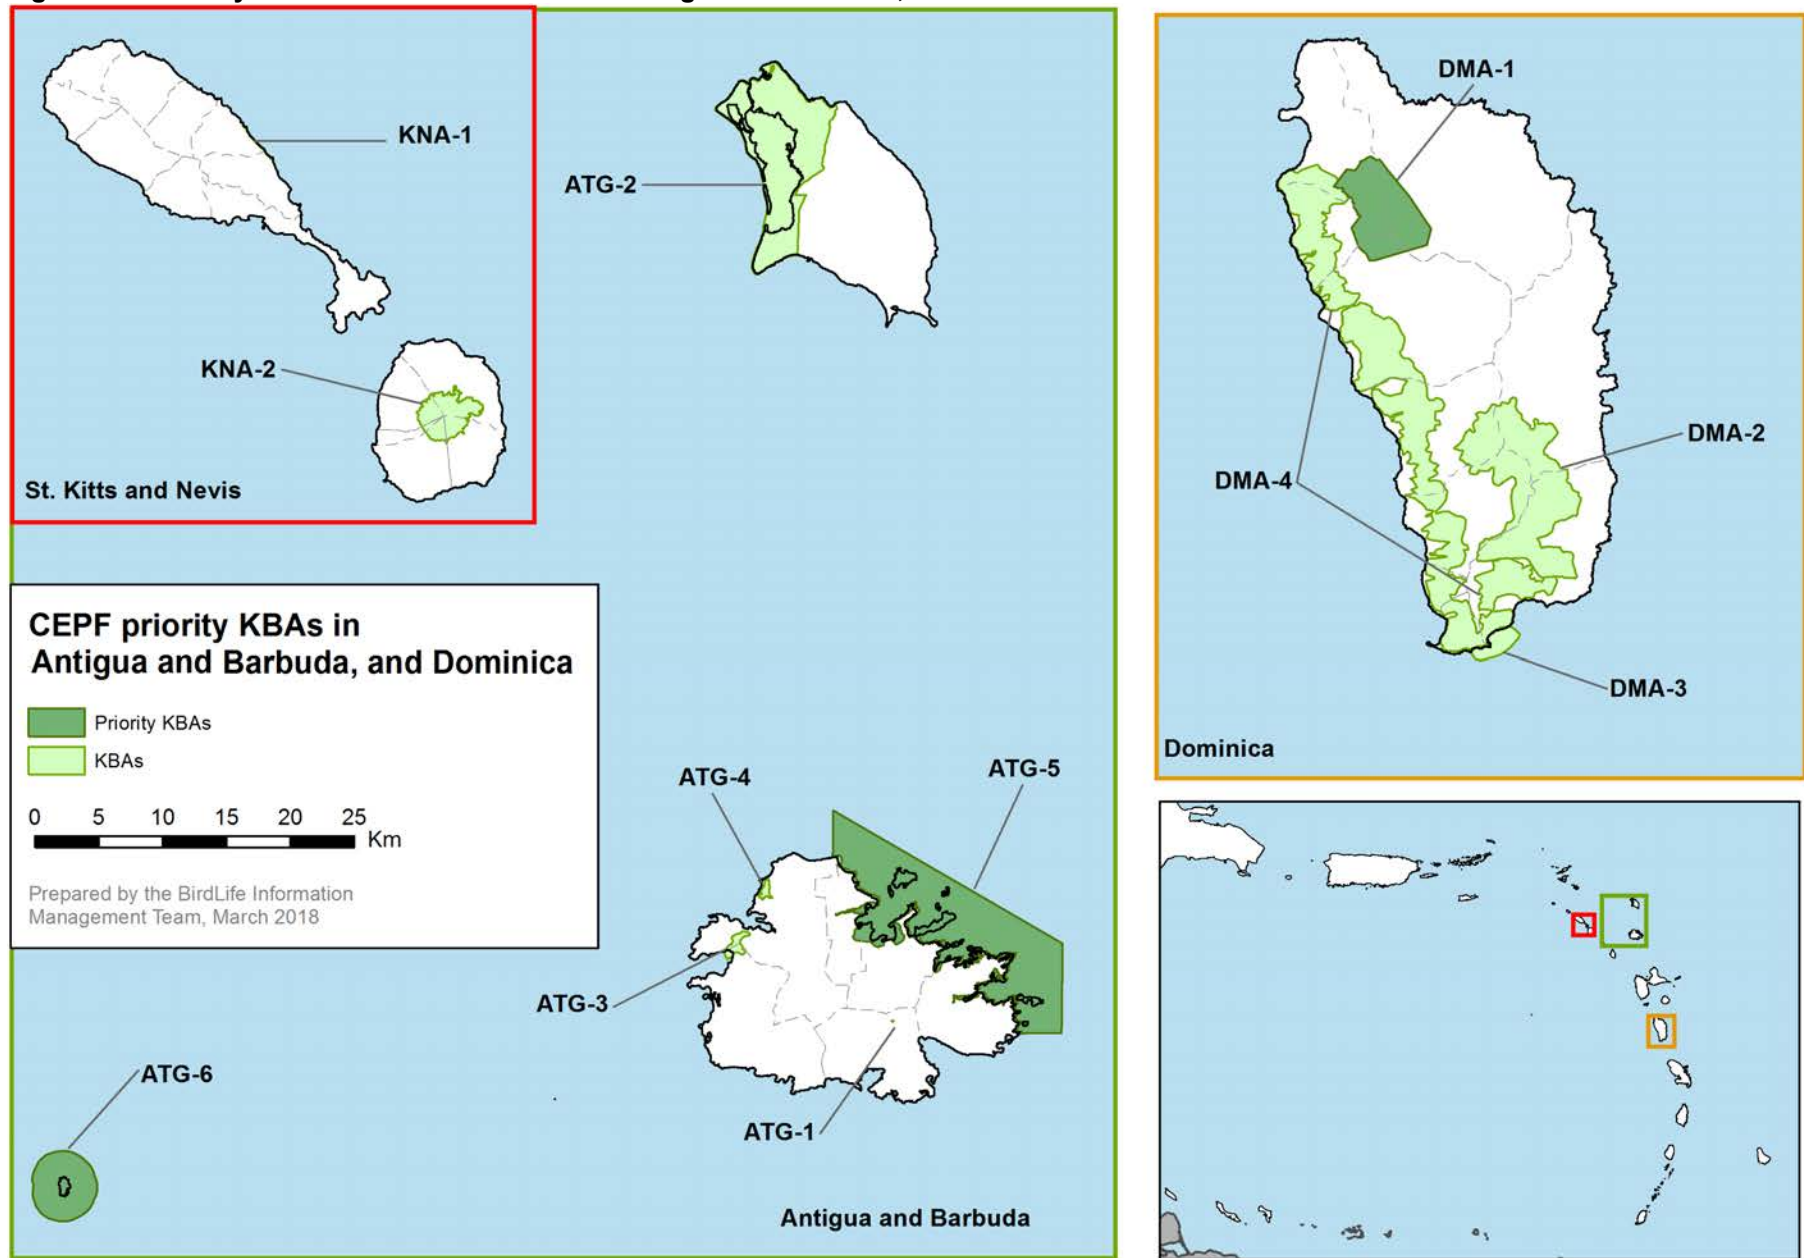 KNA-1
KNA-2
St. Kitts and Nevis
ATG-2
DMA-1
DMA-2
DMA-4
DMA-3
Dominica
CEPF priority KBAs in
Antigua and Barbuda, and Dominica
Priority KBAs
KBAs
0 5 10 15 20 25
Km
Prepared by the BirdLife Information
Management Team, March 2018
ATG-4
ATG-5
ATG-3
ATG-6
ATG-1
Antigua and Barbuda